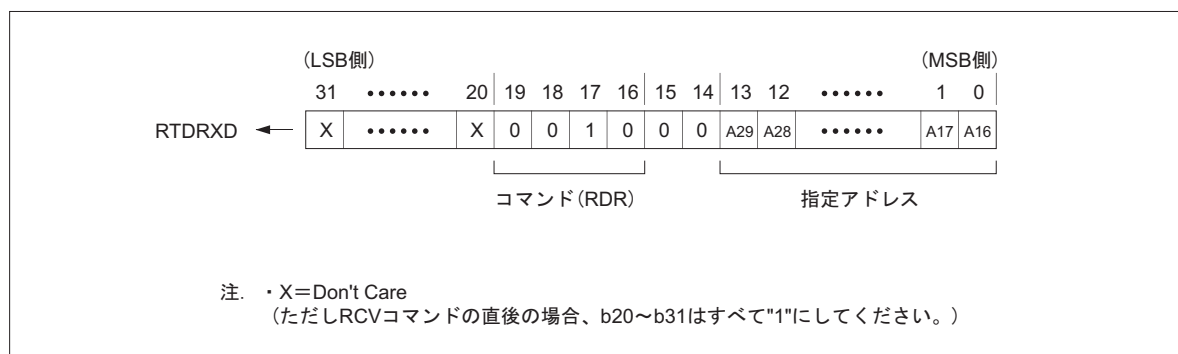 (LSB側) (MSB側)
31 •••••• 20 19 18 17 16 15 14 13 12 •••••• 1 0
RTDRXD X •••••• X 0 0 1 0 0 0 A29 A28 •••••• A17 A16
コマンド(RDR) 指定アドレス
注. ・X＝Don't Care
(ただしRCVコマンドの直後の場合、b20～b31はすべて"1"にしてください。)